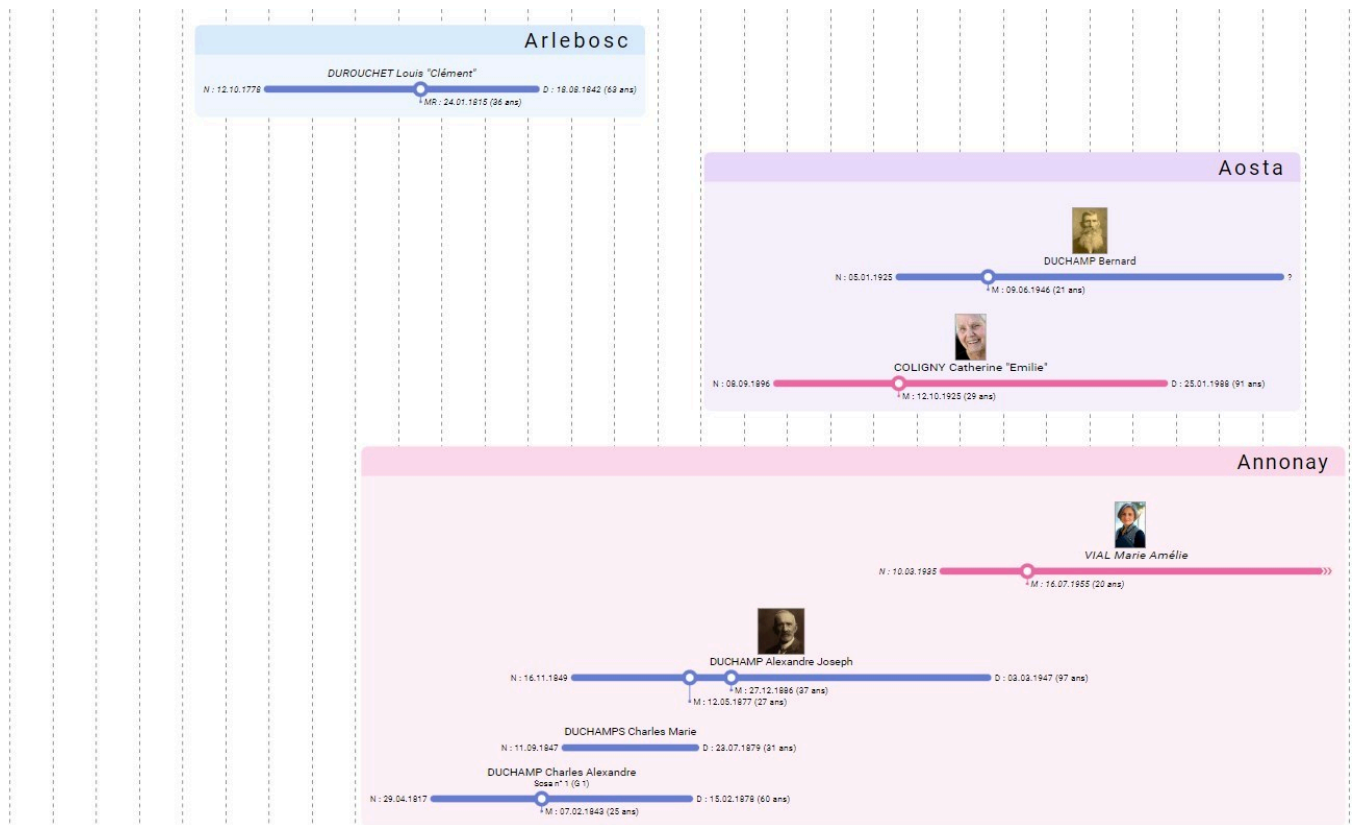 Arlebosc
DUROUCHET Louis "Clément"
N : 12.10.1778
D : 18.08.1842 (63 ans)
MR : 24.01.1815 (36 ans)
Aosta
DUCHAMP Bernard
N : 05.01.1925
?
M : 09.06.1946 (21 ans)
COLIGNY Catherine "Emilie"
N : 08.09.1896
D : 25.01.1988 (91 ans)
M : 12.10.1925 (29 ans)
Annonay
VIAL Marie Amélie
N : 10.03.1935
M : 16.07.1955 (20 ans)
DUCHAMP Alexandre Joseph
N : 16.11.1849
D : 03.03.1947 (97 ans)
M : 27.12.1886 (37 ans)
M : 12.05.1877 (27 ans)
DUCHAMPS Charles Marie
N : 11.09.1847
D : 23.07.1879 (31 ans)
DUCHAMP Charles Alexandre
Sosa n° 1 (G 1)
N : 29.04.1817
D : 15.02.1878 (60 ans)
M : 07.02.1843 (25 ans)